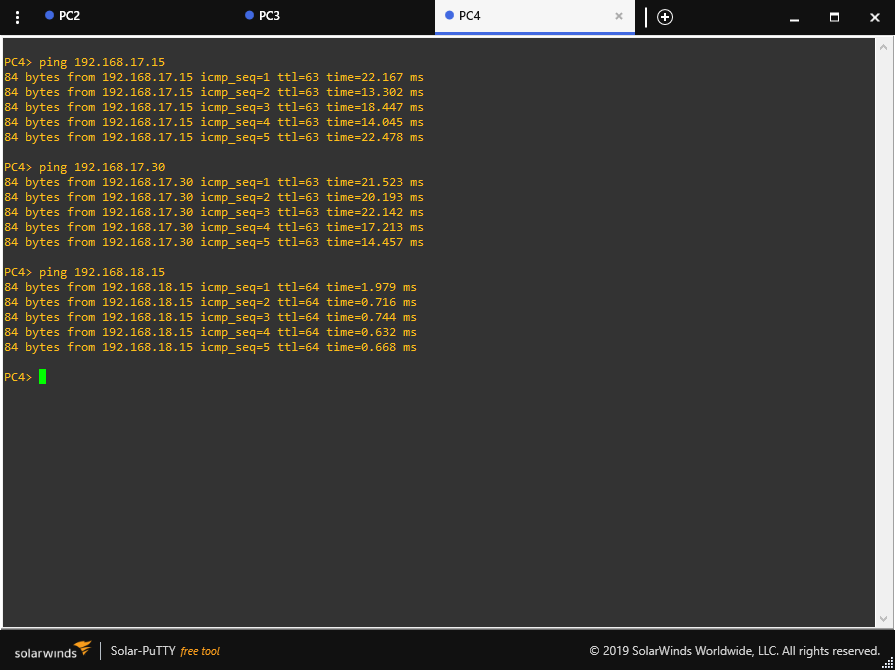 PC2
PC3
PC4
PC4> ping 192.168.17.15
84 bytes from 192.168.17.15 icmp_seq=1 ttl=63 time=22.167 ms
84 bytes from 192.168.17.15 icmp_seq=2 ttl=63 time=13.302 ms
84 bytes from 192.168.17.15 icmp_seq=3 ttl=63 time=18.447 ms
84 bytes from 192.168.17.15 icmp_seq=4 ttl=63 time=14.045 ms
84 bytes from 192.168.17.15 icmp_seq=5 ttl=63 time=22.478 ms
PC4> ping 192.168.17.30
84 bytes from 192.168.17.30 icmp_seq=1 ttl=63 time=21.523 ms
84 bytes from 192.168.17.30 icmp_seq=2 ttl=63 time=20.193 ms
84 bytes from 192.168.17.30 icmp_seq=3 ttl=63 time=22.142 ms
84 bytes from 192.168.17.30 icmp_seq=4 ttl=63 time=17.213 ms
84 bytes from 192.168.17.30 icmp_seq=5 ttl=63 time=14.457 ms
PC4> ping 192.168.18.15
84 bytes from 192.168.18.15 icmp_seq=1 ttl=64 time=1.979 ms
84 bytes from 192.168.18.15 icmp_seq=2 ttl=64 time=0.716 ms
84 bytes from 192.168.18.15 icmp_seq=3 ttl=64 time=0.744 ms
84 bytes from 192.168.18.15 icmp_seq=4 ttl=64 time=0.632 ms
84 bytes from 192.168.18.15 icmp_seq=5 ttl=64 time=0.668 ms
PC4>
solarwinds
Solar-PuTTY free tool
© 2019 SolarWinds Worldwide, LLC. All rights reserved.